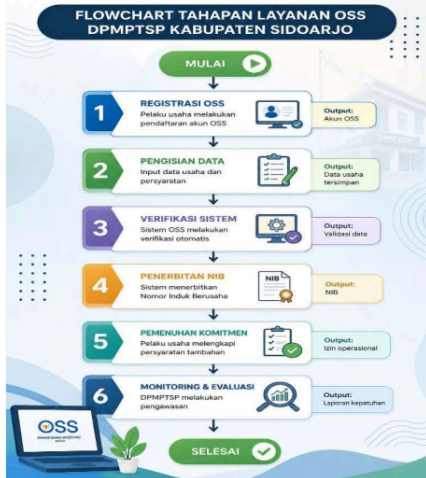 FLOWCHART TAHAPAN LAYANAN OSS
DPMPTSP KABUPATEN SIDOARJO
MULAI
1
REGISTRASI OSS
Pelaku usaha melakukan
pendaftaran akun OSS
Output:
Akun OSS
2
PENGISIAN DATA
Input data usaha dan
persyaratan
Output:
Data usaha
tersimpan
3
VERIFIKASI SISTEM
Sistem OSS melakukan
verifikasi otomatis
Output:
Validasi data
4
PENERBITAN NIB
Sistem menerbitkan
Nomor Induk Berusaha
NIB
Output:
NIB
5
PEMENUHAN KOMITMEN
Pelaku usaha melengkapi
persyaratan tambahan
Output:
Izin operasional
6
MONITORING & EVALUASI
DPMPTSP melakukan
pengawasan
Output:
Laporan kepatuhan
OSS
SELESAI